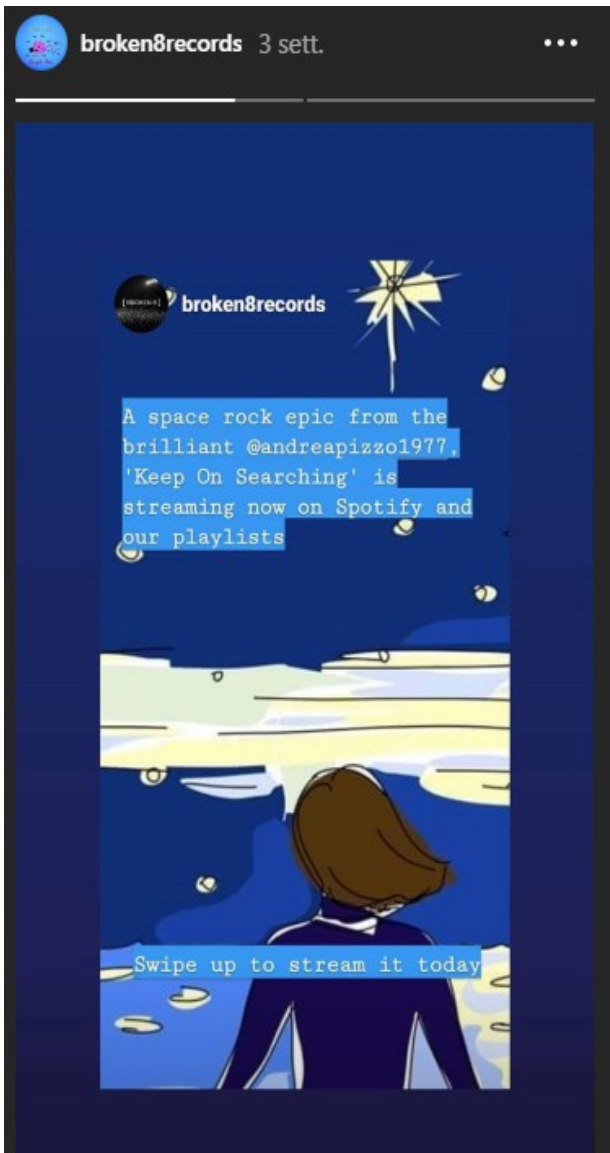 broken8records 3 sett.
broken8records
A space rock epic from the
brilliant @andreapizzo1977,
'Keep On Searching' is
streaming now on Spotify and
our playlists
Swipe up to stream it today